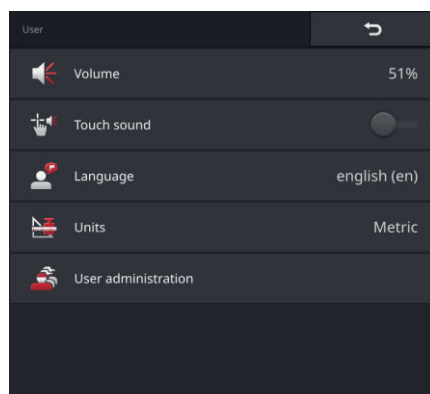 User
Volume 51%
Touch sound
Language english (en)
Units Metric
User administration